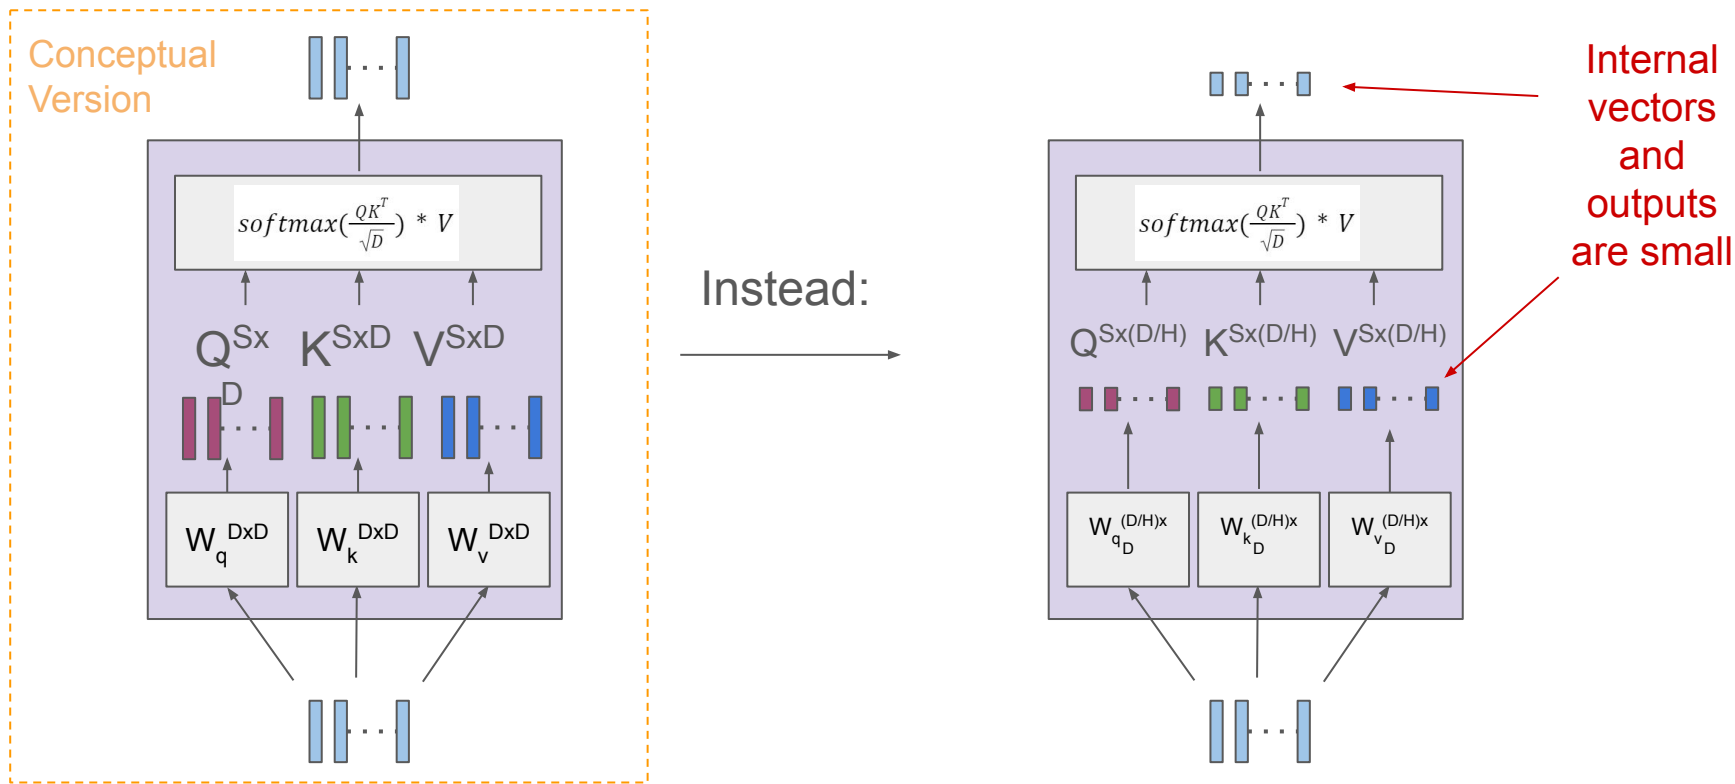 Conceptual
Version
softmax(QK^T/√D) * V
Q^SxD K^SxD V^SxD
W_q^DxD W_k^DxD W_v^DxD
Instead:
softmax(QK^T/√D) * V
Q^Sx(D/H) K^Sx(D/H) V^Sx(D/H)
W_q^(D/H)xD W_k^(D/H)xD W_v^(D/H)xD
Internal
vectors
and
outputs
are small